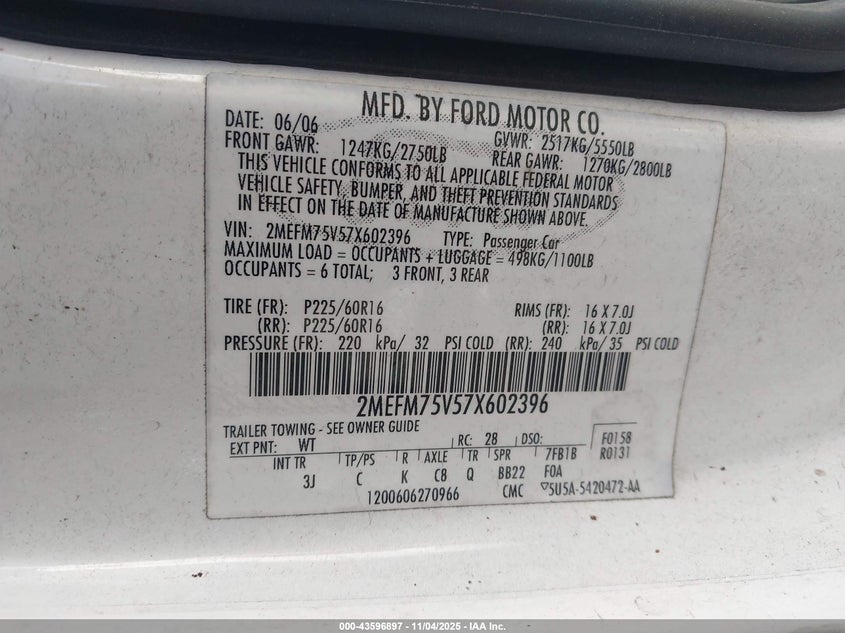 MFD. BY FORD MOTOR CO.
DATE: 06/06 GVWR: 2517KG/5550LB
FRONT GAWR: 1247KG/2750LB REAR GAWR: 1270KG/2800LB
THIS VEHICLE CONFORMS TO ALL APPLICABLE FEDERAL MOTOR
VEHICLE SAFETY, BUMPER, AND THEFT PREVENTION STANDARDS
IN EFFECT ON THE DATE OF MANUFACTURE SHOWN ABOVE.
VIN: 2MEFM75V57X602396 TYPE: Passenger Car
MAXIMUM LOAD = OCCUPANTS + LUGGAGE = 498KG/1100LB
OCCUPANTS = 6 TOTAL; 3 FRONT, 3 REAR
TIRE (FR): P225/60R16 RIMS (FR): 16 X 7.0J
(RR): P225/60R16 (RR): 16 X 7.0J
PRESSURE (FR): 220 kPa/ 32 PSI COLD (RR): 240 kPa/ 35 PSI COLD
2MEFM75V57X602396
TRAILER TOWING - SEE OWNER GUIDE
EXT PNT: WT RC: 28 DSO: F0158
INT TR TP/PS R AXLE TR SPR 7FB1B R0131
3J C K C8 Q BB22 FOA
1200606270966 CMC ▽5U5A-5420472-AA
000-43596897 - 11/04/2025 - IAA Inc.